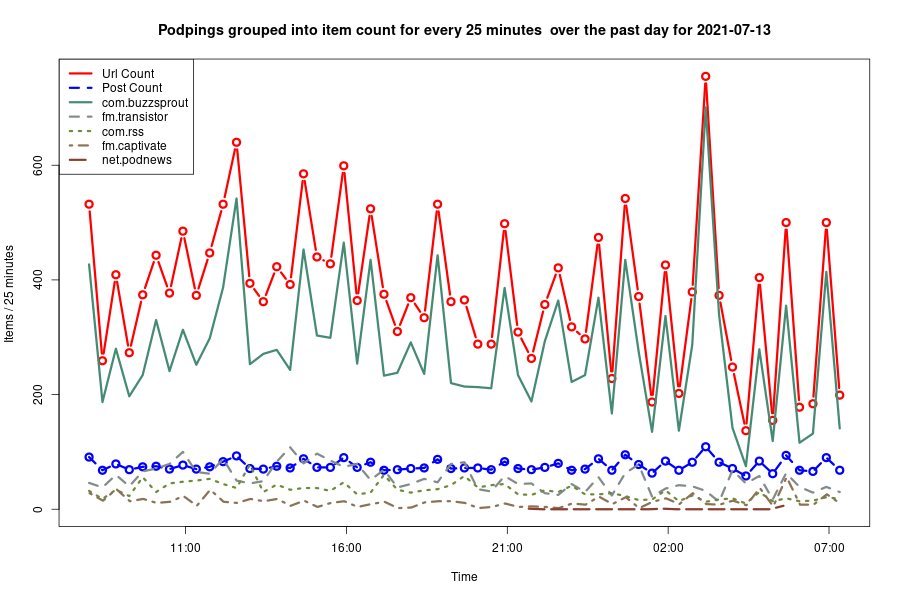 Podpings grouped into item count for every 25 minutes  over the past day for 2021-07-13
Url Count
Post Count
com.buzzsprout
fm.transistor
com.rss
fm.captivate
net.podnews
Items / 25 minutes
600
400
200
0
11:00 16:00 21:00 02:00 07:00
Time